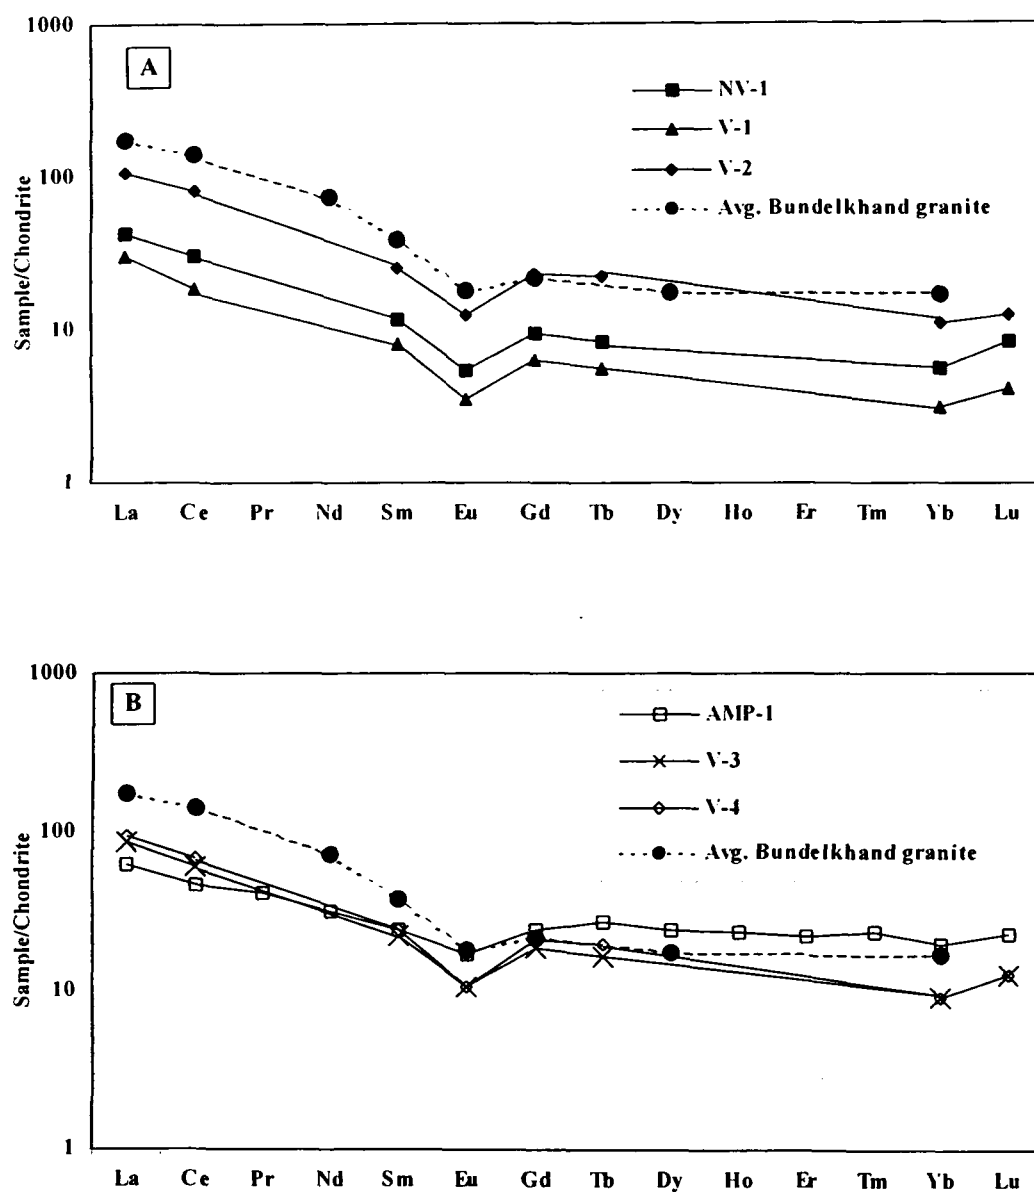 1000
A
NV-1
V-1
V-2
Avg. Bundelkhand granite
100
10
1
Sample/Chondrite
La Ce Pr Nd Sm Eu Gd Tb Dy Ho Er Tm Yb Lu
1000
B
AMP-1
V-3
V-4
Avg. Bundelkhand granite
100
10
1
Sample/Chondrite
La Ce Pr Nd Sm Eu Gd Tb Dy Ho Er Tm Yb Lu